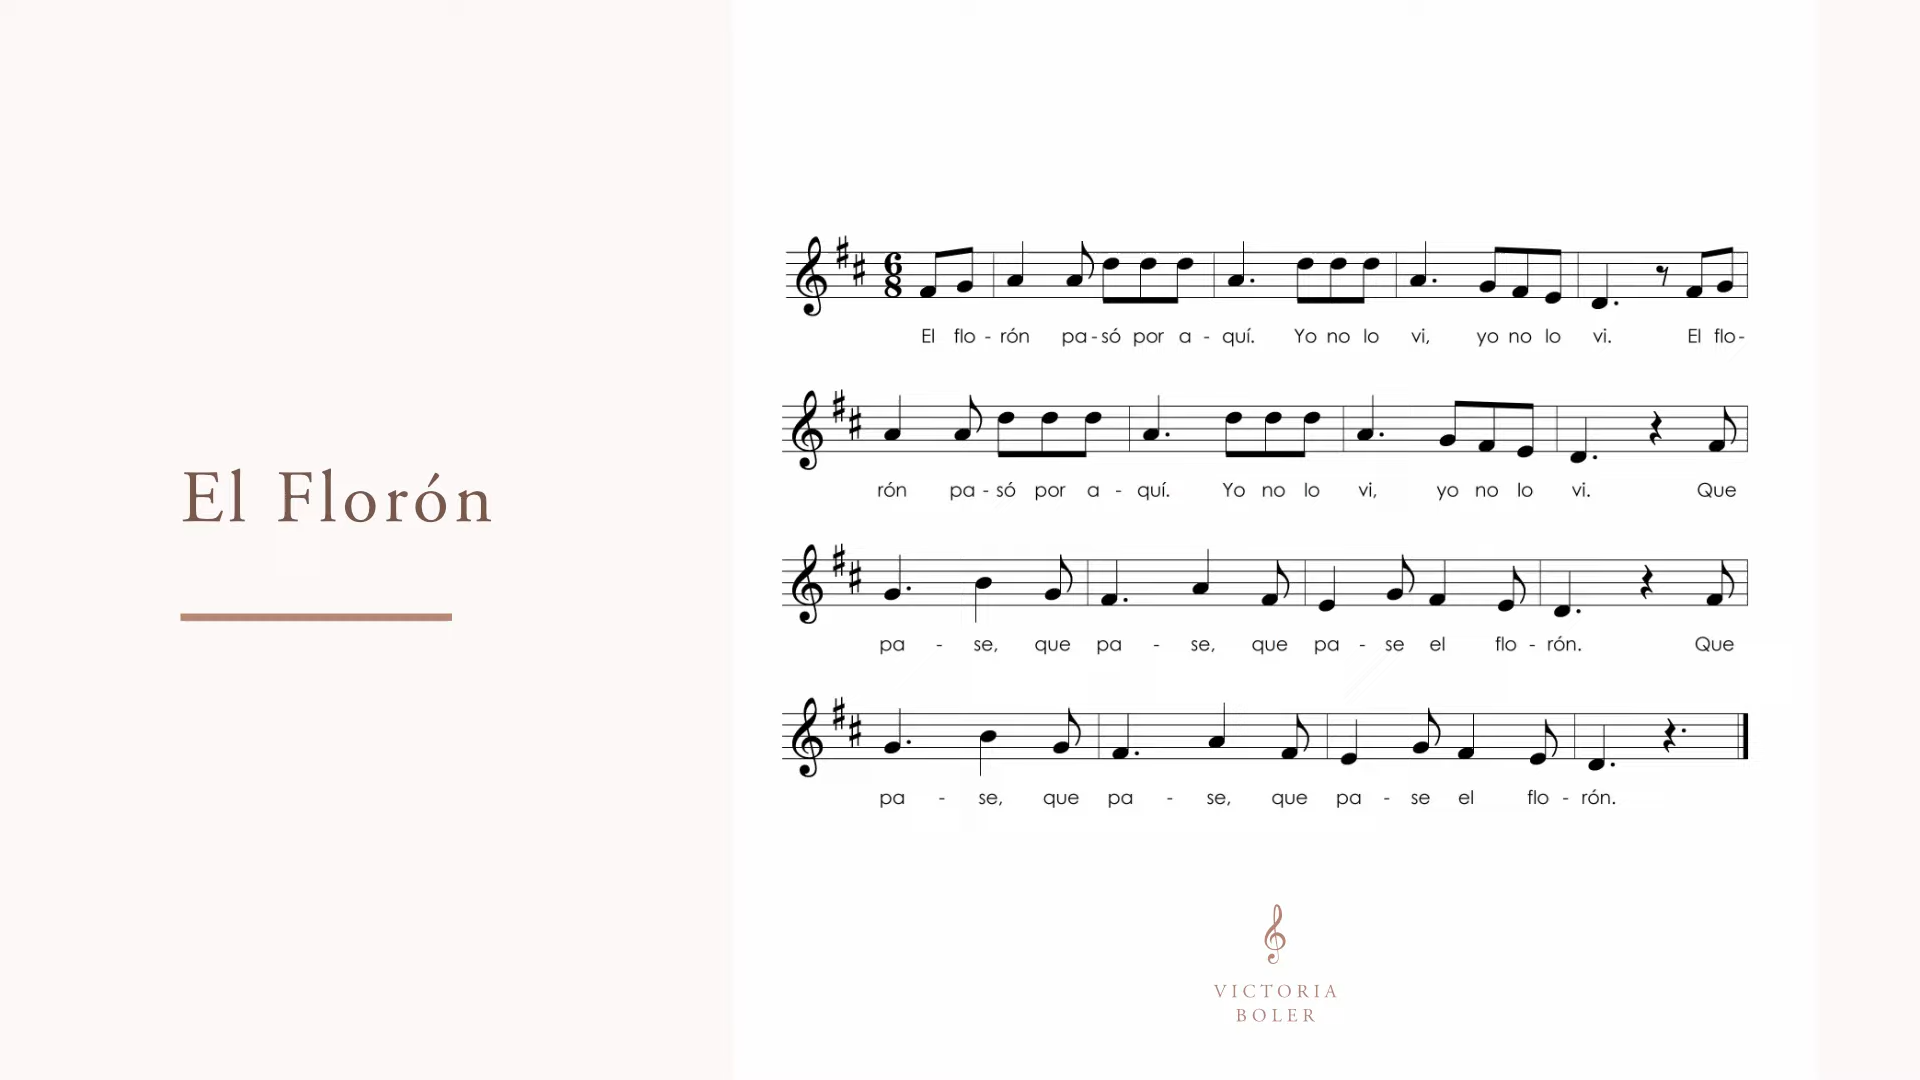 El Florón
6
8
El flo - rón pa - só por a - quí. Yo no lo vi, yo no lo vi. El flo -
rón pa - só por a - quí. Yo no lo vi, yo no lo vi. Que
pa - se, que pa - se, que pa - se el flo - rón. Que
pa - se, que pa - se, que pa - se el flo - rón.
VICTORIA
BOLER